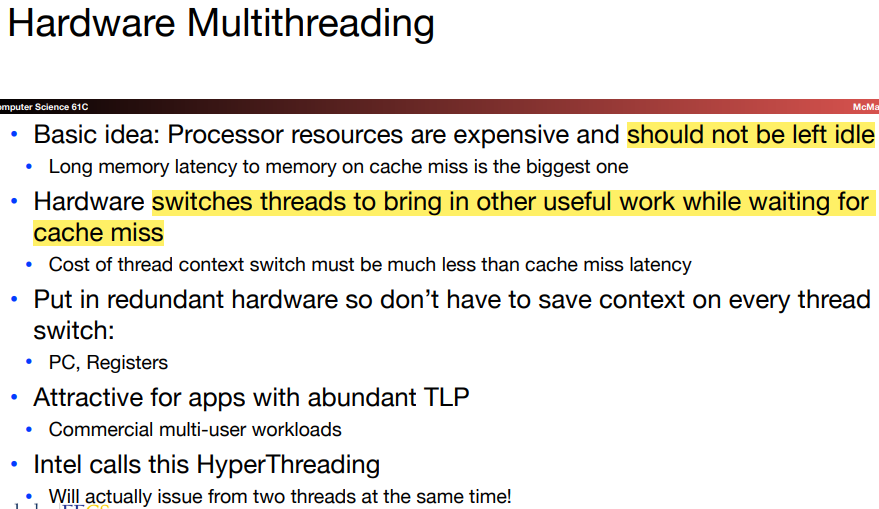 Hardware Multithreading
omputer Science 61C
McMa
• Basic idea: Processor resources are expensive and should not be left idle
• Long memory latency to memory on cache miss is the biggest one
• Hardware switches threads to bring in other useful work while waiting for
cache miss
• Cost of thread context switch must be much less than cache miss latency
• Put in redundant hardware so don’t have to save context on every thread
switch:
• PC, Registers
• Attractive for apps with abundant TLP
• Commercial multi-user workloads
• Intel calls this HyperThreading
• Will actually issue from two threads at the same time!